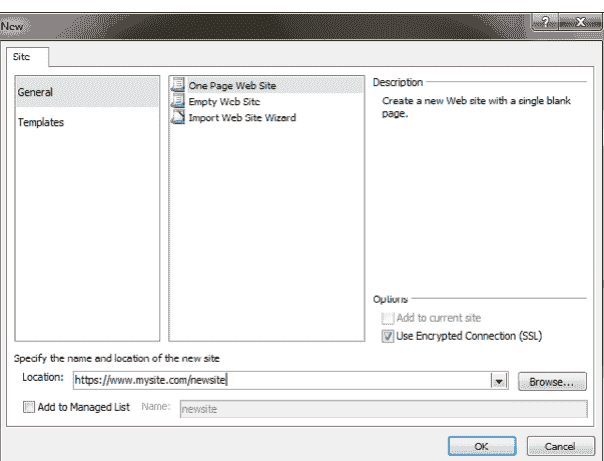 New
Site
General
Templates
One Page Web Site
Empty Web Site
Import Web Site Wizard
Description
Create a new Web site with a single blank
page.
Options
Add to current site
Use Encrypted Connection (SSL)
Specify the name and location of the new site
Location: https://www.mysite.com/newsite
Browse...
Add to Managed List Name: newsite
OK Cancel